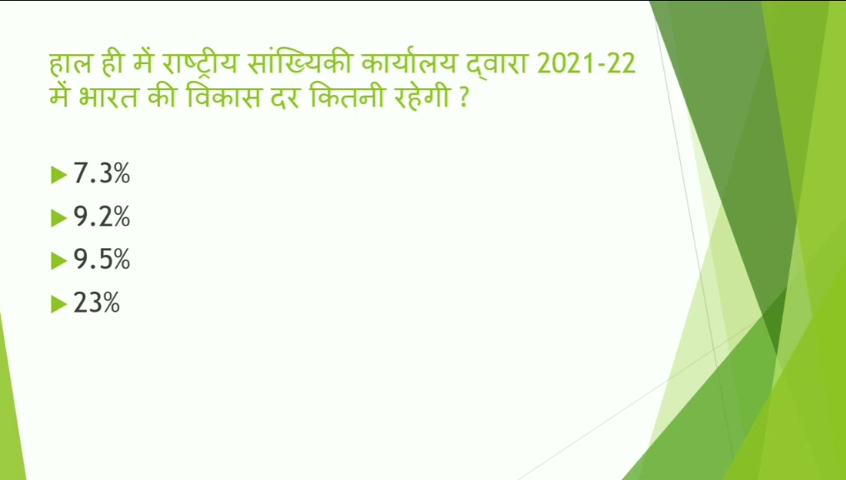 हाल ही में राष्ट्रीय सांख्यिकी कार्यालय द्वारा 2021-22
में भारत की विकास दर कितनी रहेगी ?
7.3%
9.2%
9.5%
23%